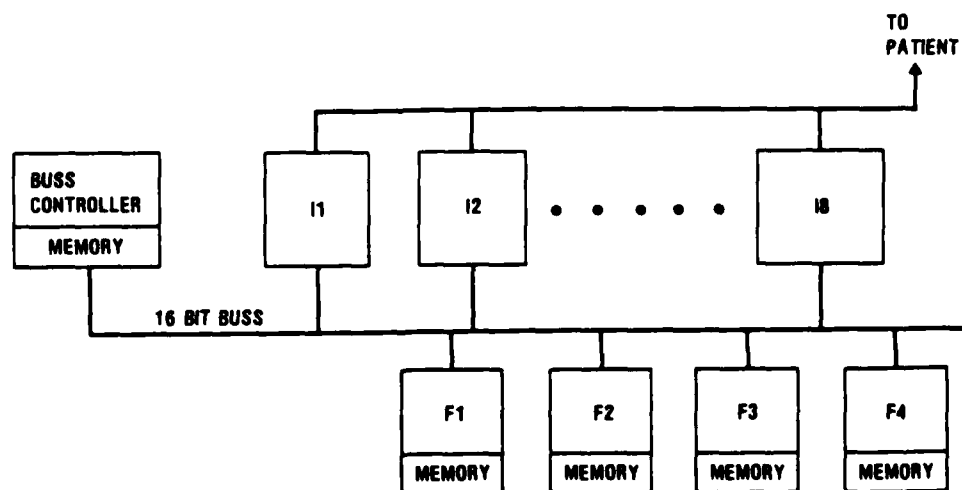 TO
PATIENT
BUSS
CONTROLLER
MEMORY
I1
I2
I8
16 BIT BUSS
F1
F2
F3
F4
MEMORY
MEMORY
MEMORY
MEMORY